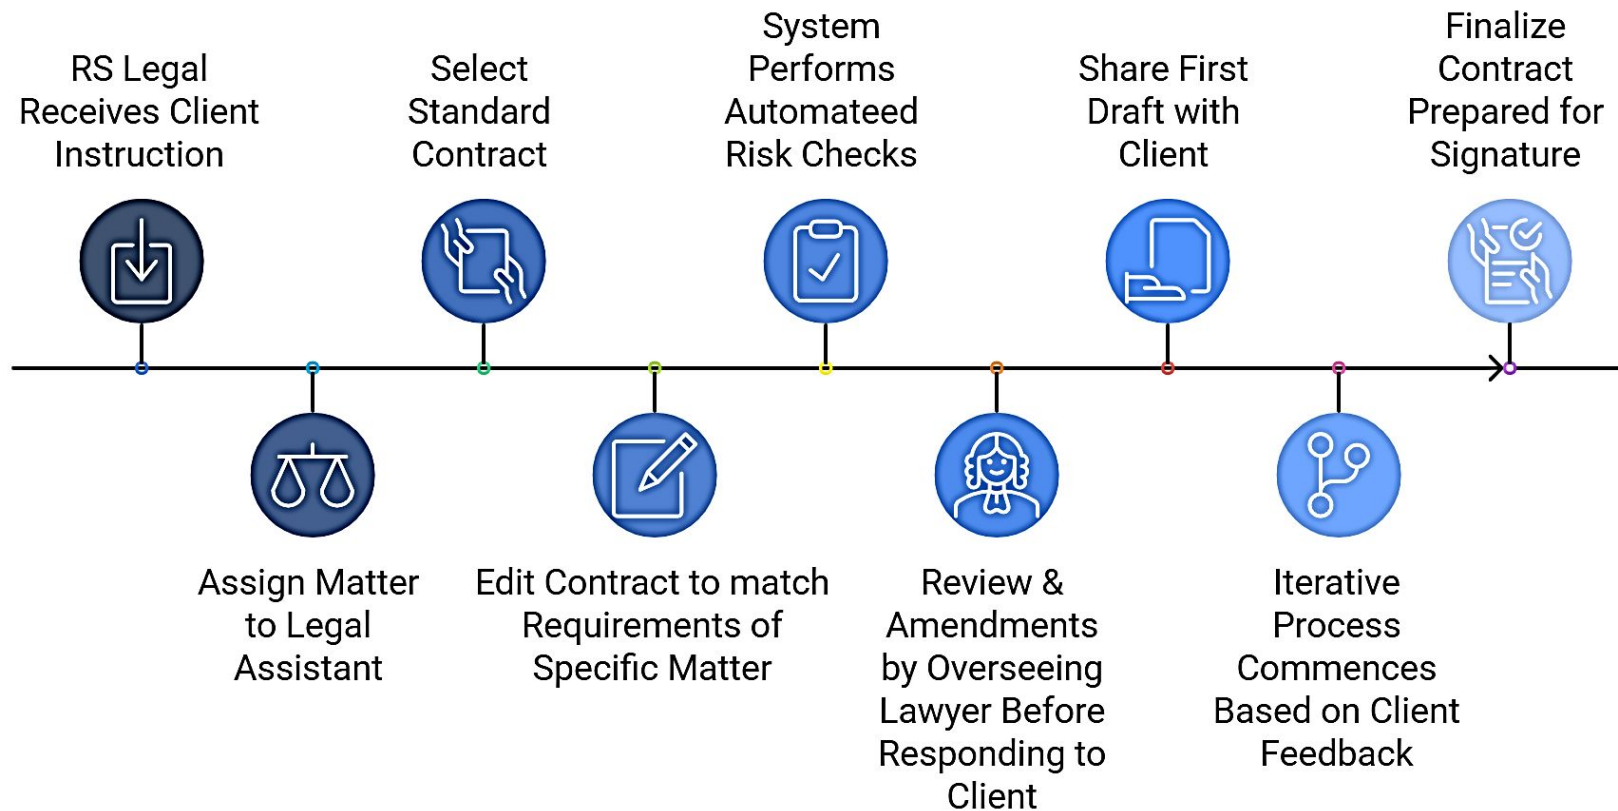 RS Legal
Receives Client
Instruction
Assign Matter
to Legal
Assistant
Select
Standard
Contract
Edit Contract to match
Requirements of
Specific Matter
System
Performs
Automateed
Risk Checks
Review &
Amendments
by Overseeing
Lawyer Before
Responding to
Client
Share First
Draft with
Client
Iterative
Process
Commences
Based on Client
Feedback
Finalize
Contract
Prepared for
Signature